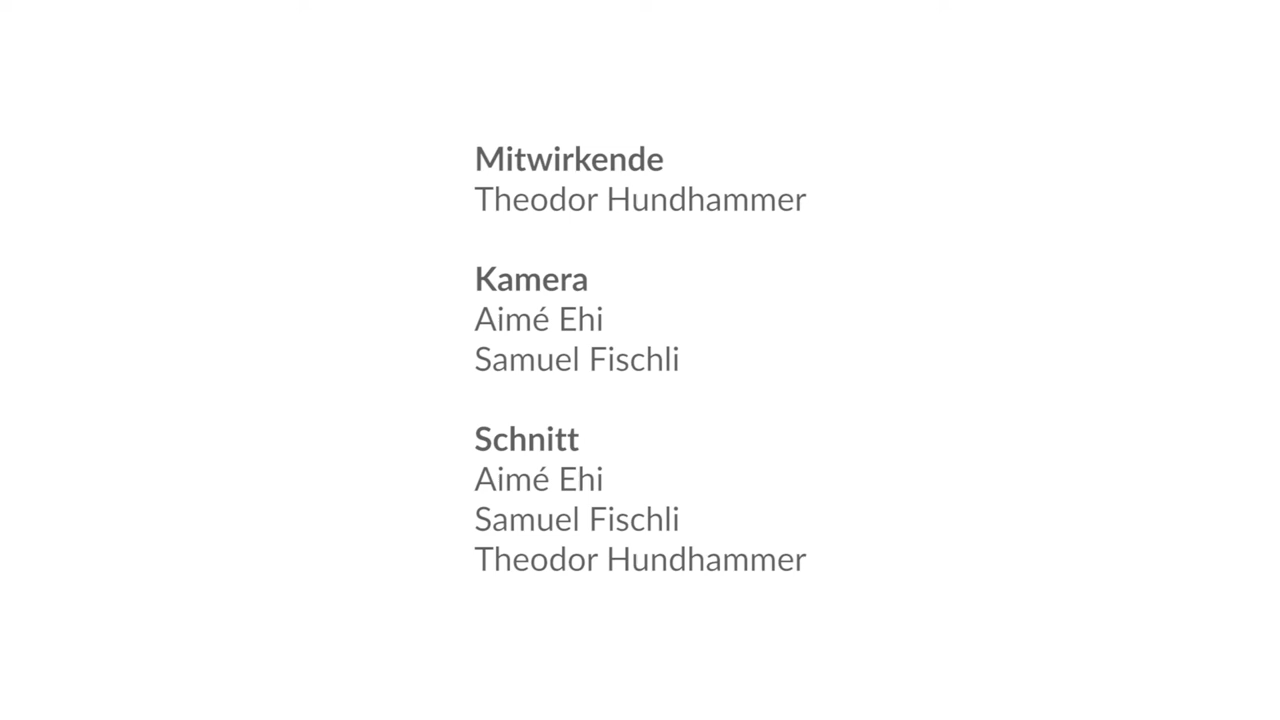 Mitwirkende
Theodor Hundhammer
Kamera
Aimé Ehi
Samuel Fischli
Schnitt
Aimé Ehi
Samuel Fischli
Theodor Hundhammer